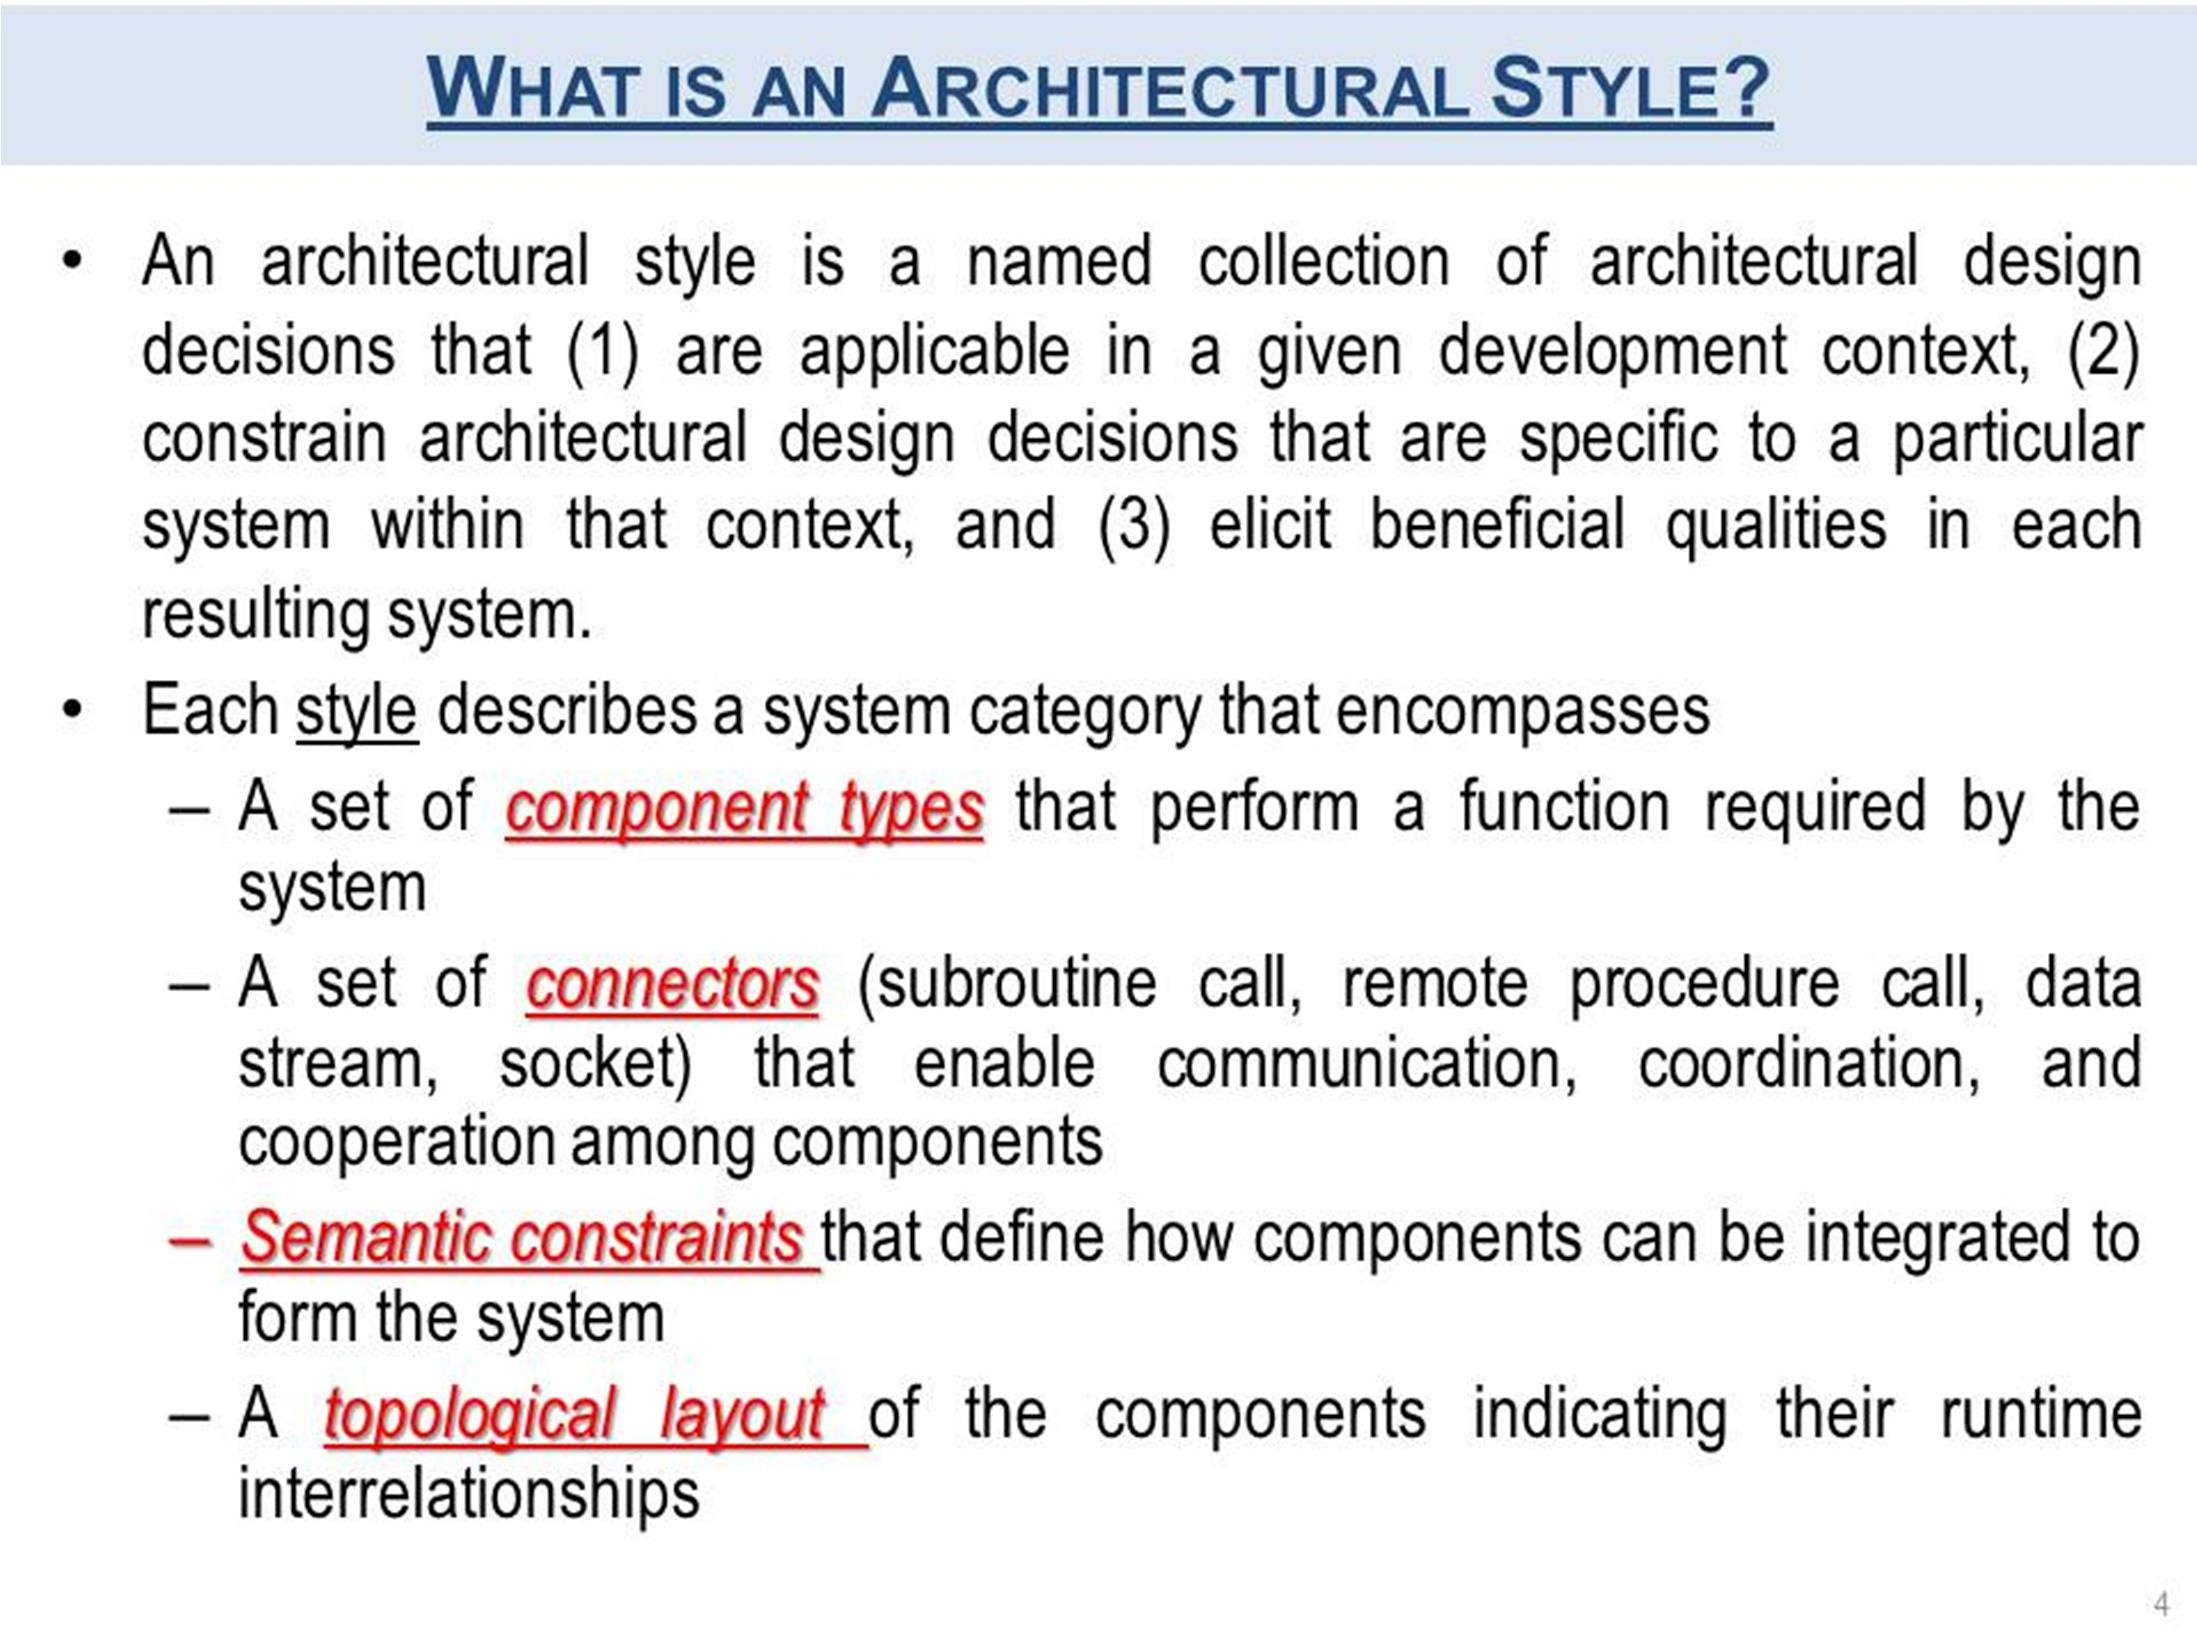 WHAT IS AN ARCHITECTURAL STYLE?
• An architectural style is a named collection of architectural design
decisions that (1) are applicable in a given development context, (2)
constrain architectural design decisions that are specific to a particular
system within that context, and (3) elicit beneficial qualities in each
resulting system.
• Each style describes a system category that encompasses
– A set of component types that perform a function required by the
system
– A set of connectors (subroutine call, remote procedure call, data
stream, socket) that enable communication, coordination, and
cooperation among components
– Semantic constraints that define how components can be integrated to
form the system
– A topological layout of the components indicating their runtime
interrelationships
4